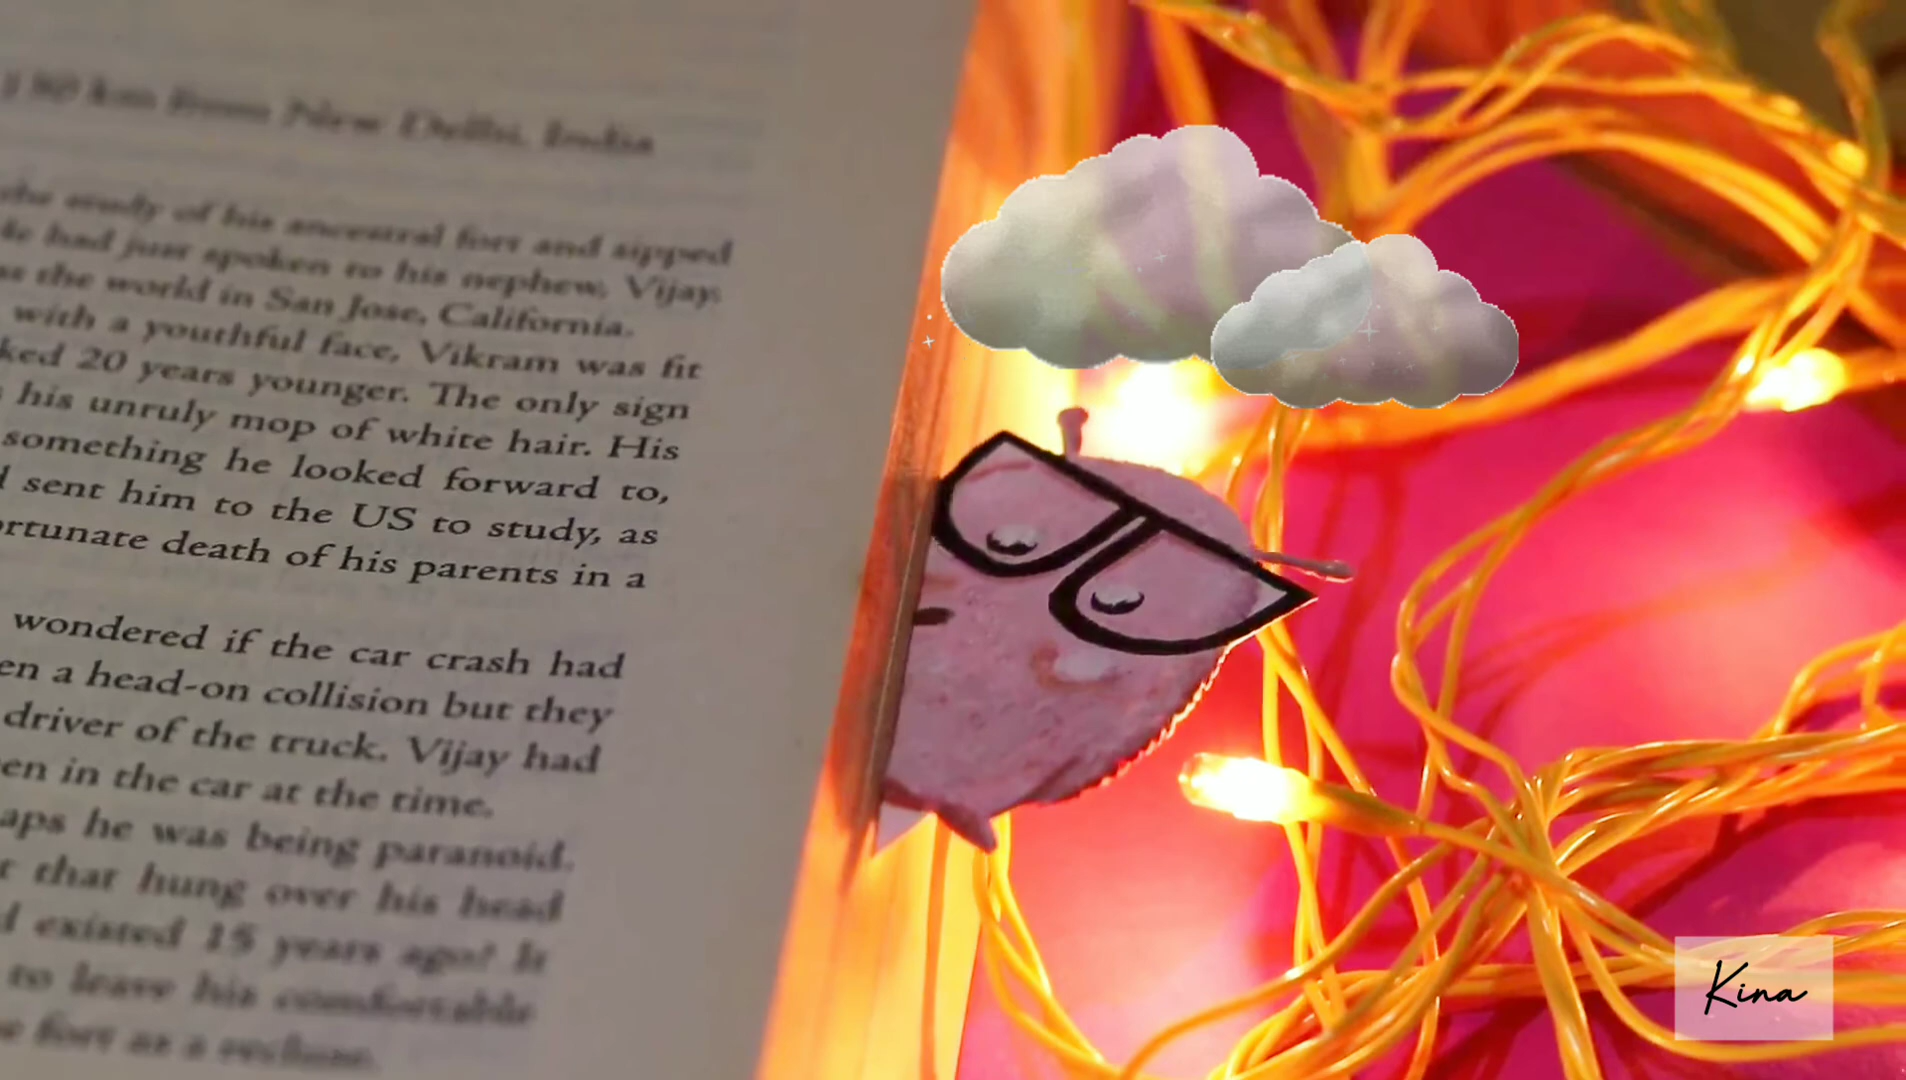 150 km from New Delhi, India
the study of his ancestral fort and sipped
He had just spoken to his nephew, Vijay,
ss the world in San Jose, California.
with a youthful face, Vikram was fit
ked 20 years younger. The only sign
his unruly mop of white hair. His
something he looked forward to,
d sent him to the US to study, as
ortunate death of his parents in a
wondered if the car crash had
en a head-on collision but they
driver of the truck. Vijay had
en in the car at the time.
aps he was being paranoid.
t that hung over his head
d existed 15 years ago? It
to leave his comfortable
e fort as a recluse.
Kina